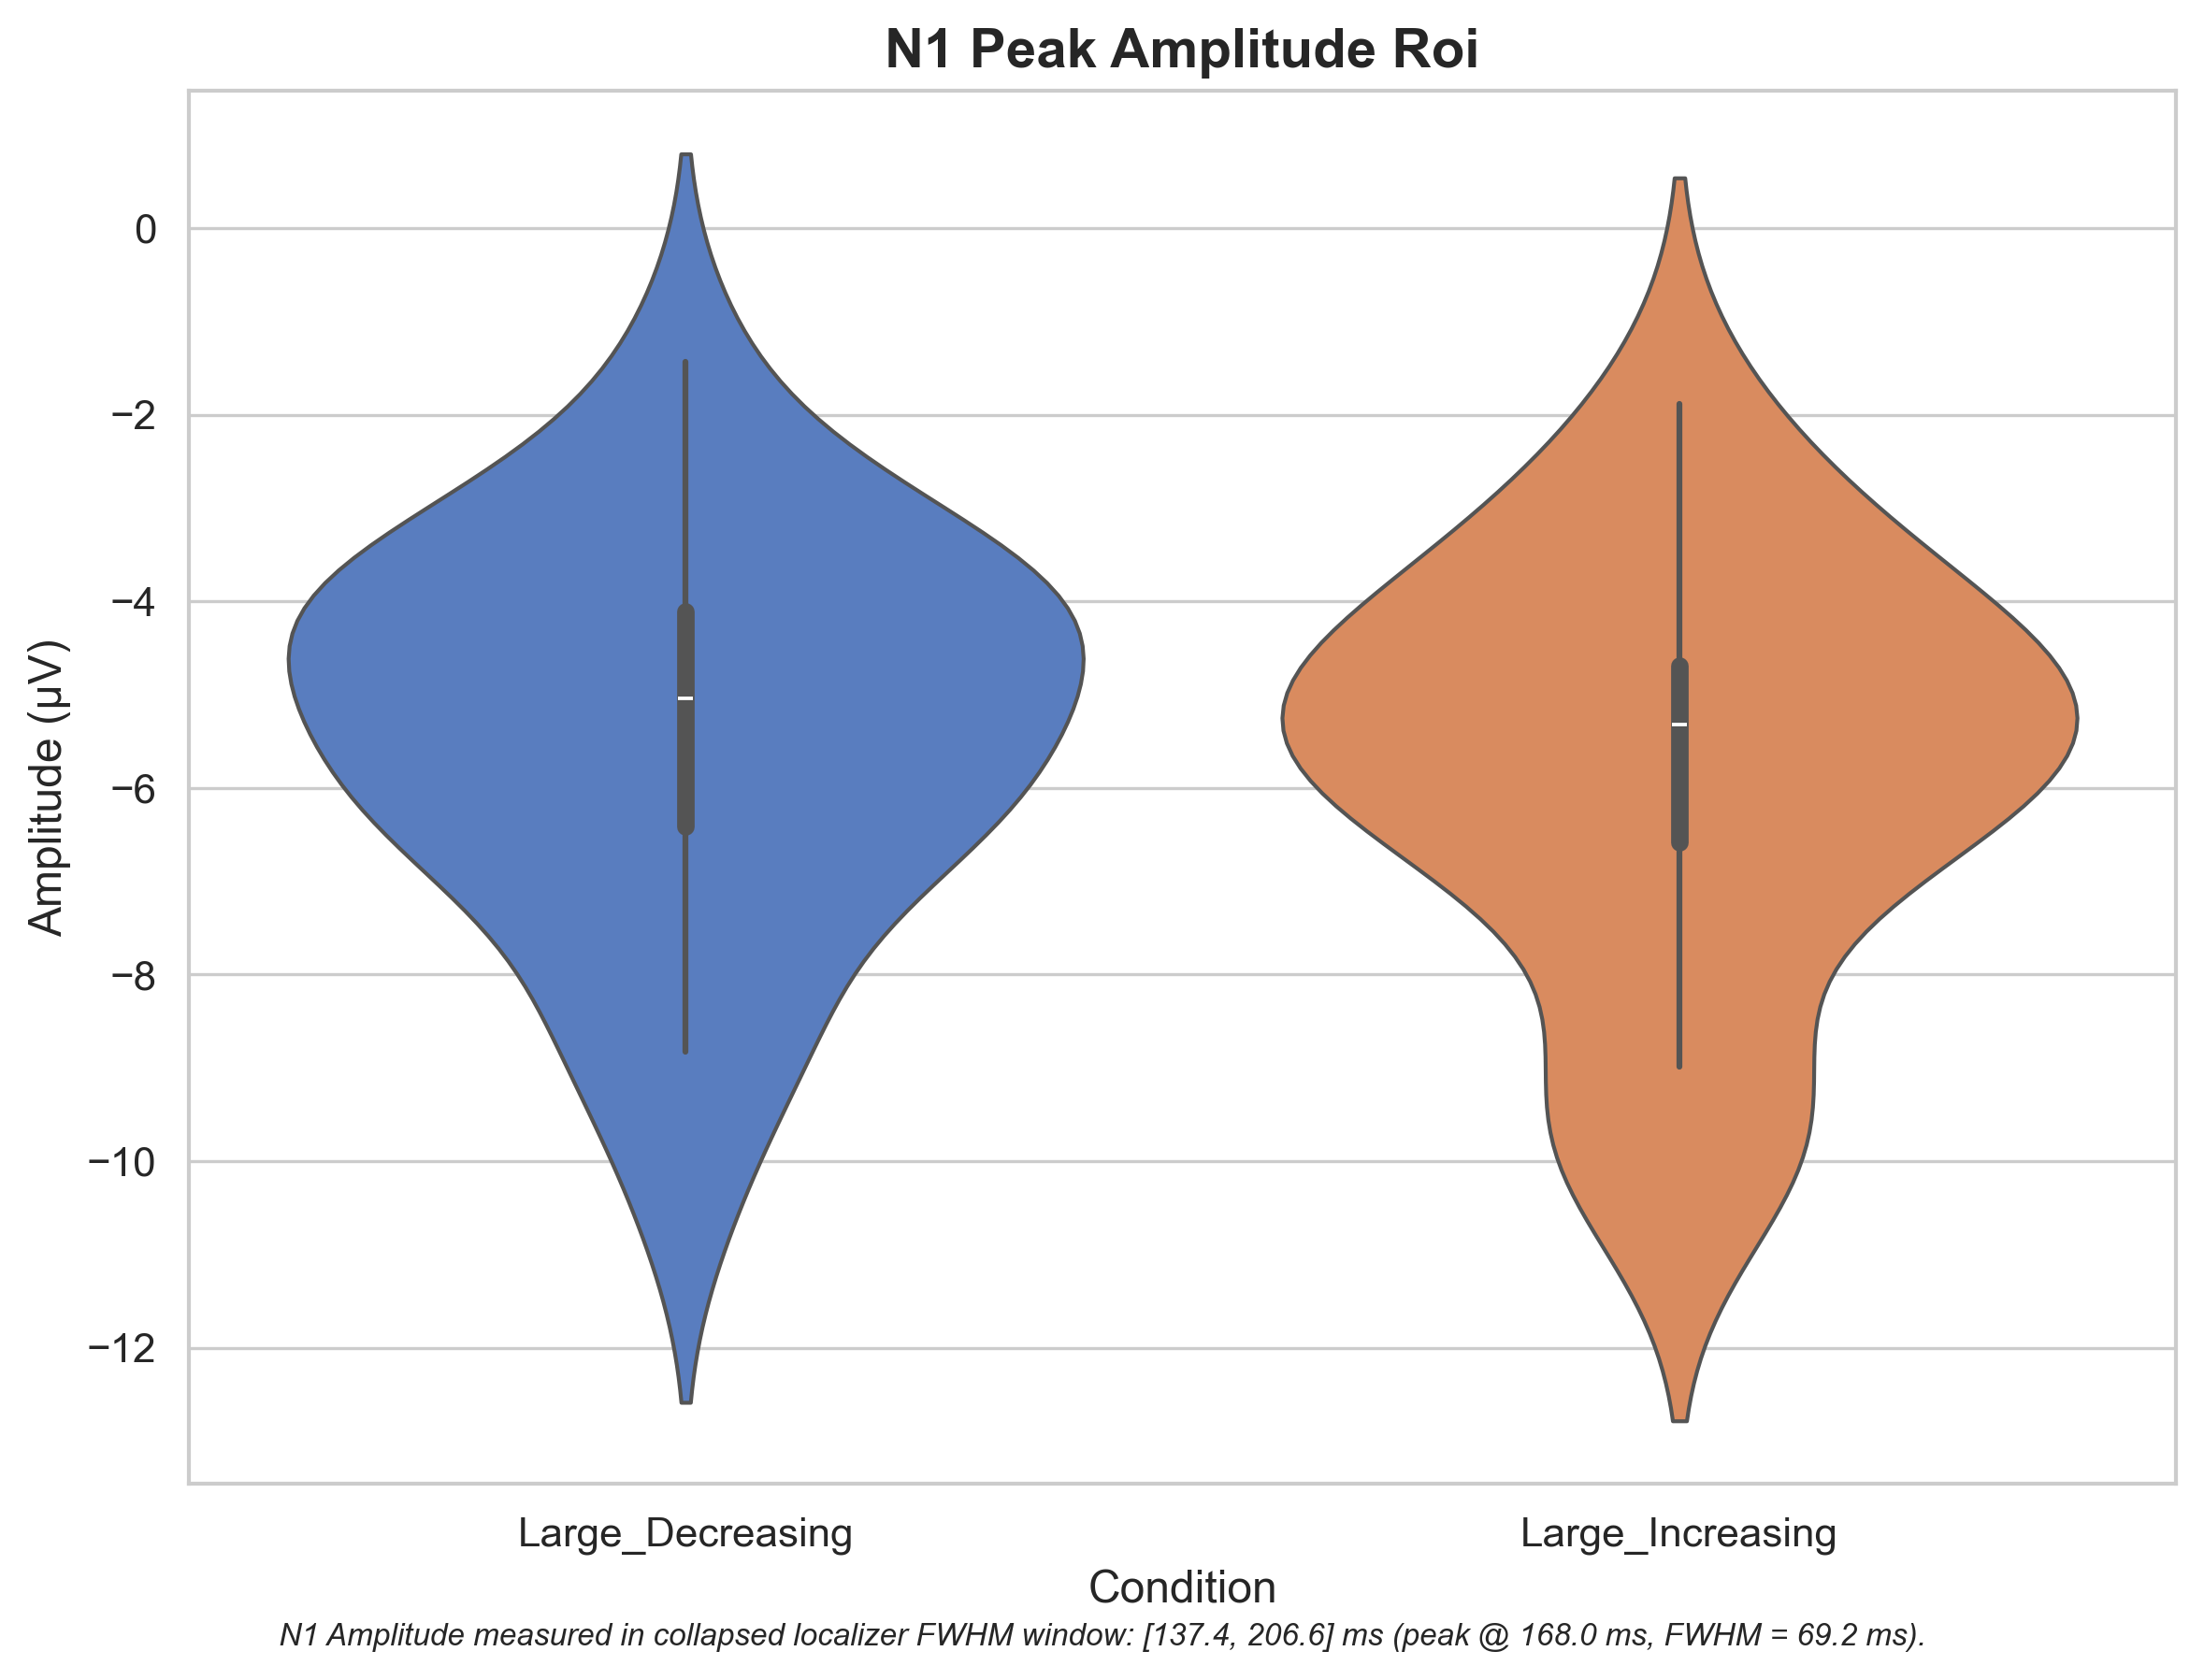 N1 Peak Amplitude Roi
Amplitude (µV)
0
−2
−4
−6
−8
−10
−12
Large_Decreasing
Large_Increasing
Condition
N1 Amplitude measured in collapsed localizer FWHM window: [137.4, 206.6] ms (peak @ 168.0 ms, FWHM = 69.2 ms).